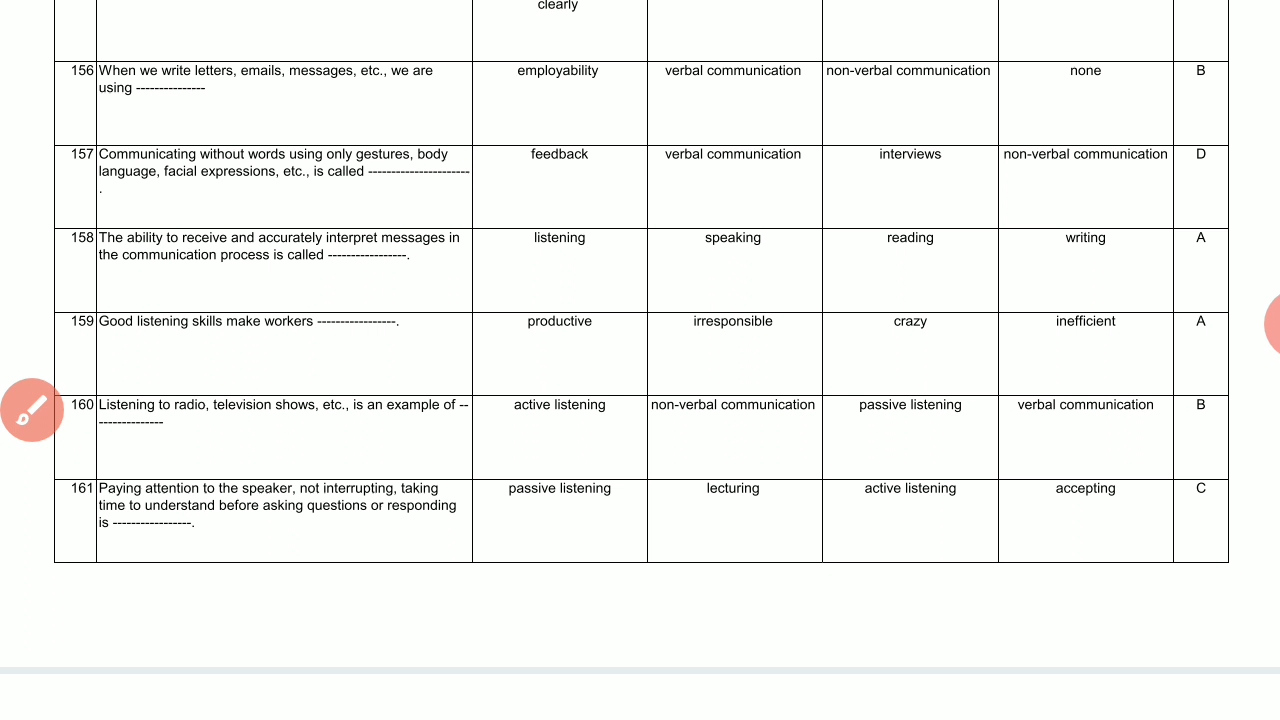 clearly
156 When we write letters, emails, messages, etc., we are employability verbal communication non-verbal communication none B
using ---------------
157 Communicating without words using only gestures, body feedback verbal communication interviews non-verbal communication D
language, facial expressions, etc., is called ----------------------
.
158 The ability to receive and accurately interpret messages in listening speaking reading writing A
the communication process is called -----------------.
159 Good listening skills make workers -----------------. productive irresponsible crazy inefficient A
160 Listening to radio, television shows, etc., is an example of -- active listening non-verbal communication passive listening verbal communication B
--------------
161 Paying attention to the speaker, not interrupting, taking passive listening lecturing active listening accepting C
time to understand before asking questions or responding
is -----------------.